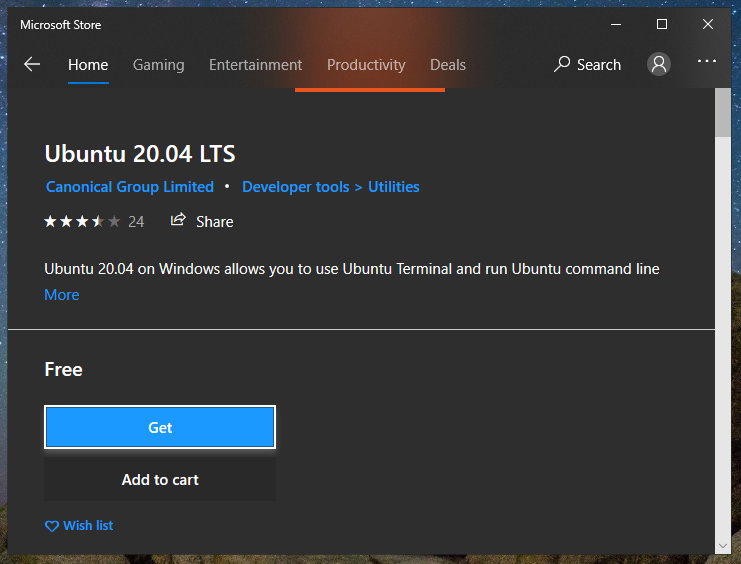 Microsoft Store
Home Gaming Entertainment Productivity Deals Search
Ubuntu 20.04 LTS
Canonical Group Limited • Developer tools > Utilities
24 Share
Ubuntu 20.04 on Windows allows you to use Ubuntu Terminal and run Ubuntu command line
More
Free
Get
Add to cart
Wish list